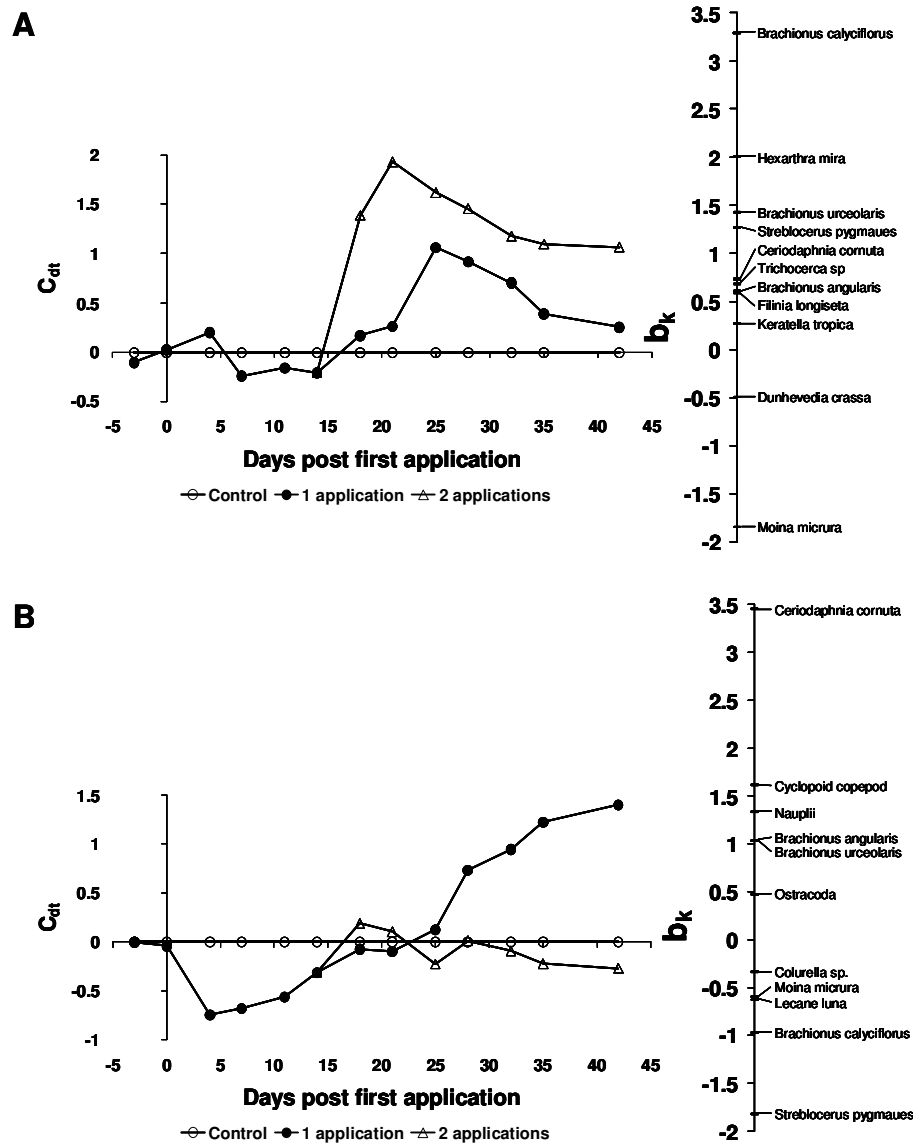 A
3.5
3
2.5
2
1.5
1
0.5
0
-0.5
-1
-1.5
-2
bk
Brachionus calyciflorus
Hexarthra mira
Brachionus urceolaris
Streblocerus pygmaues
Ceriodaphnia cornuta
Trichocerca sp
Brachionus angularis
Filinia longiseta
Keratella tropica
Dunhevedia crassa
Moina micrura
2
1.5
1
0.5
0
-0.5
Cdt
-5 0 5 10 15 20 25 30 35 40 45
Days post first application
Control 1 application 2 applications
B
3.5
3
2.5
2
1.5
1
0.5
0
-0.5
-1
-1.5
-2
bk
Ceriodaphnia cornuta
Cyclopoid copepod
Nauplii
Brachionus angularis
Brachionus urceolaris
Ostracoda
Colurella sp.
Moina micrura
Lecane luna
Brachionus calyciflorus
Streblocerus pygmaues
1.5
1
0.5
0
-0.5
-1
Cdt
-5 0 5 10 15 20 25 30 35 40 45
Days post first application
Control 1 application 2 applications